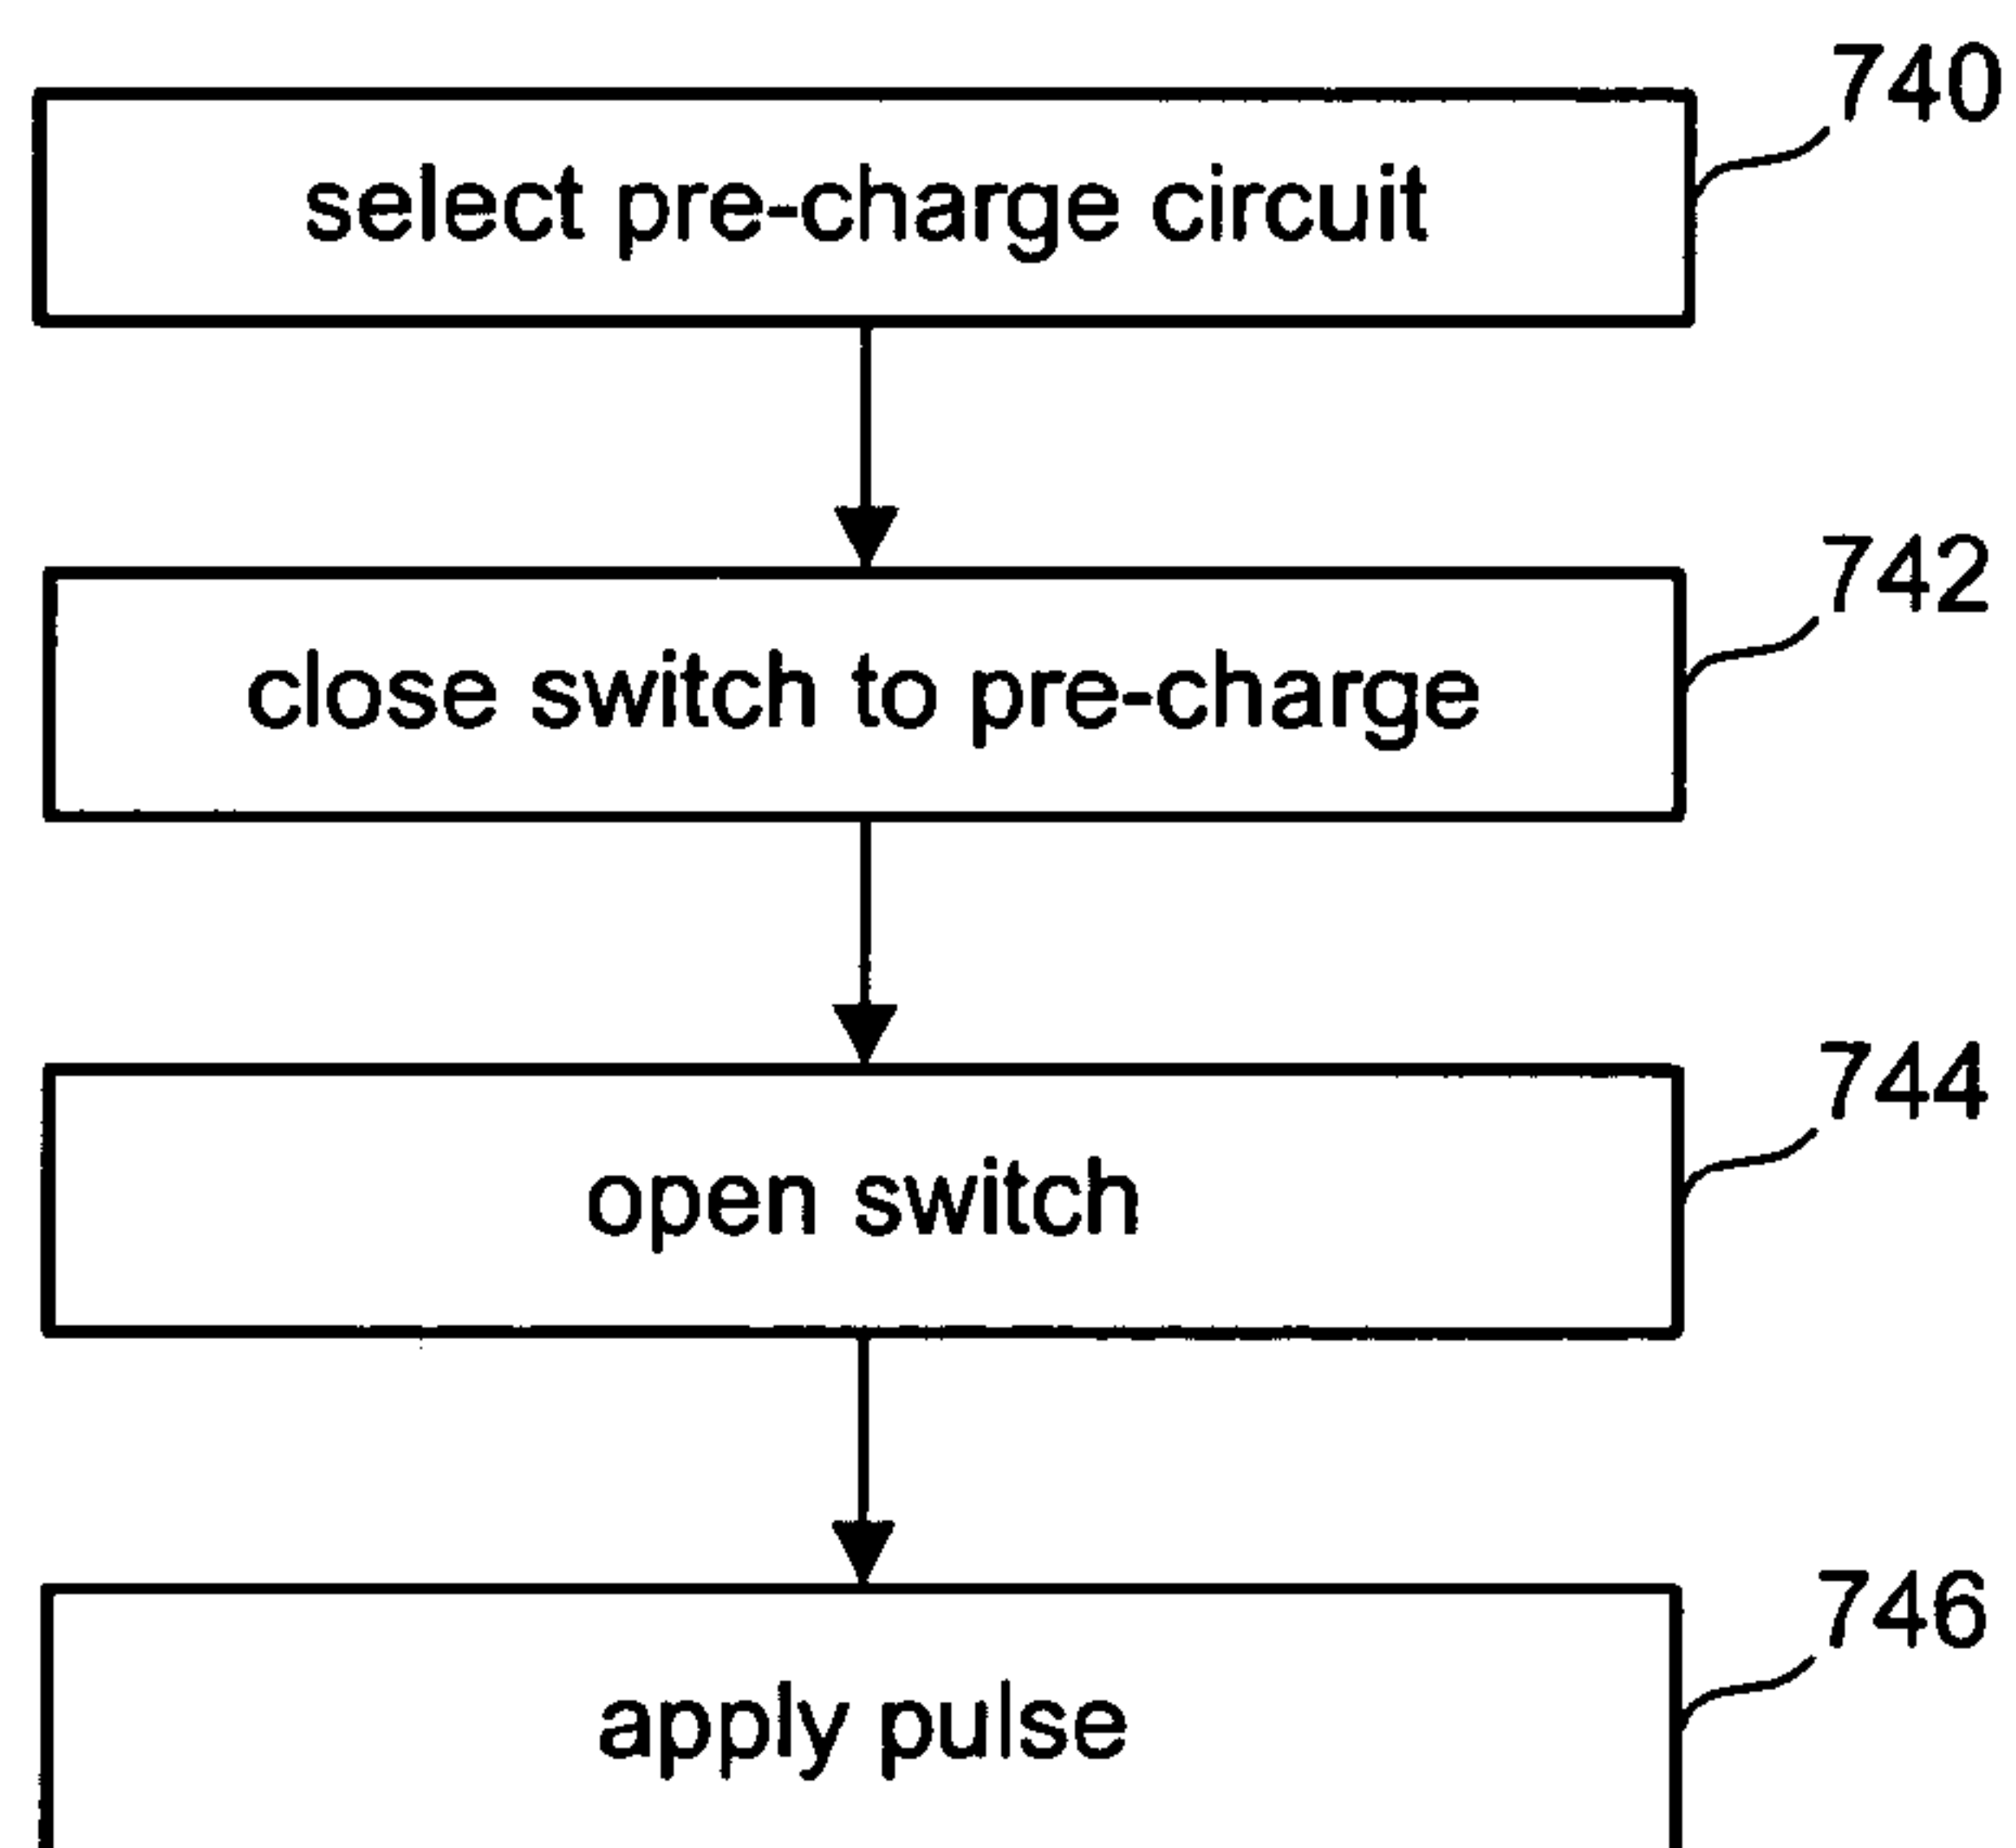 740
select pre-charge circuit
742
close switch to pre-charge
744
open switch
746
apply pulse